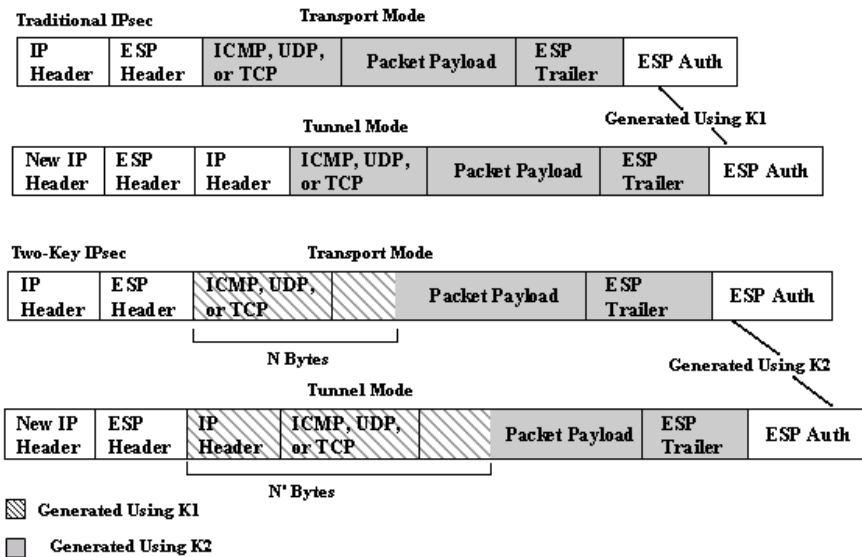 Traditional IPsec
Transport Mode
IP Header
ESP Header
ICMP, UDP, or TCP
Packet Payload
ESP Trailer
ESP Auth
Generated Using K1
Tunnel Mode
New IP Header
ESP Header
IP Header
ICMP, UDP, or TCP
Packet Payload
ESP Trailer
ESP Auth
Two-Key IPsec
Transport Mode
IP Header
ESP Header
ICMP, UDP, or TCP
Packet Payload
ESP Trailer
ESP Auth
N Bytes
Generated Using K2
Tunnel Mode
New IP Header
ESP Header
IP Header
ICMP, UDP, or TCP
Packet Payload
ESP Trailer
ESP Auth
N' Bytes
Generated Using K1
Generated Using K2